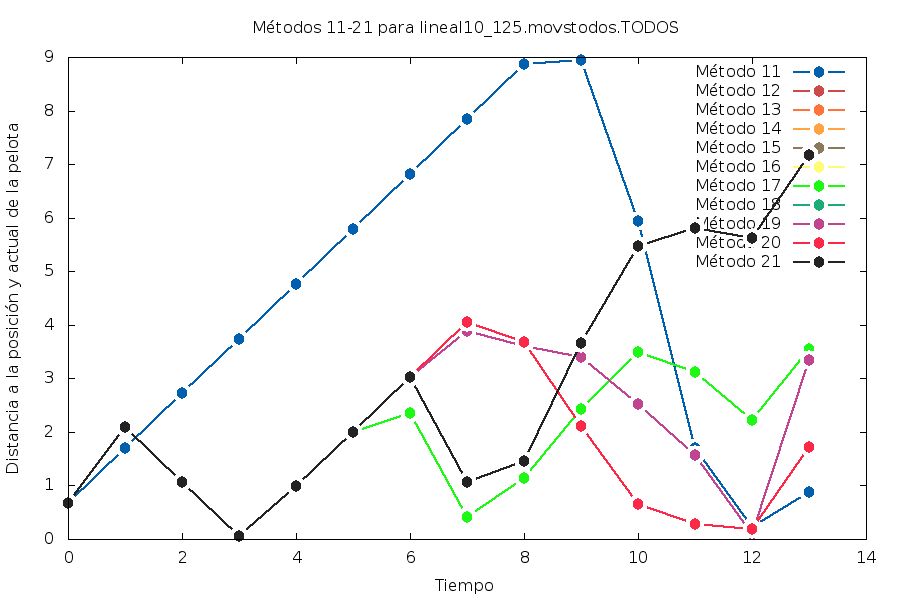 Métodos 11-21 para lineal10_125.movstodos.TODOS
Distancia a la posición y actual de la pelota
9
8
7
6
5
4
3
2
1
0
Método 11
Método 12
Método 13
Método 14
Método 15
Método 16
Método 17
Método 18
Método 19
Método 20
Método 21
0 2 4 6 8 10 12 14
Tiempo